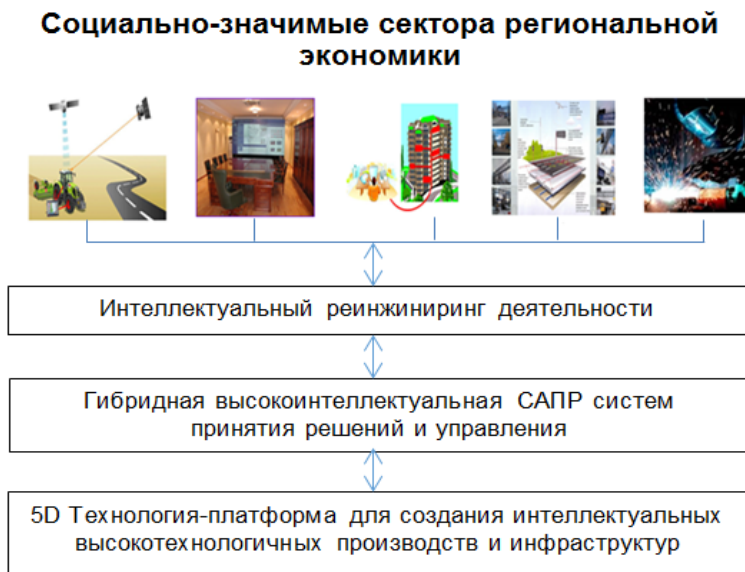 Социально-значимые сектора региональной
экономики
Интеллектуальный реинжиниринг деятельности
Гибридная высокоинтеллектуальная САПР систем
принятия решений и управления
5D Технология-платформа для создания интеллектуальных
высокотехнологичных производств и инфраструктур